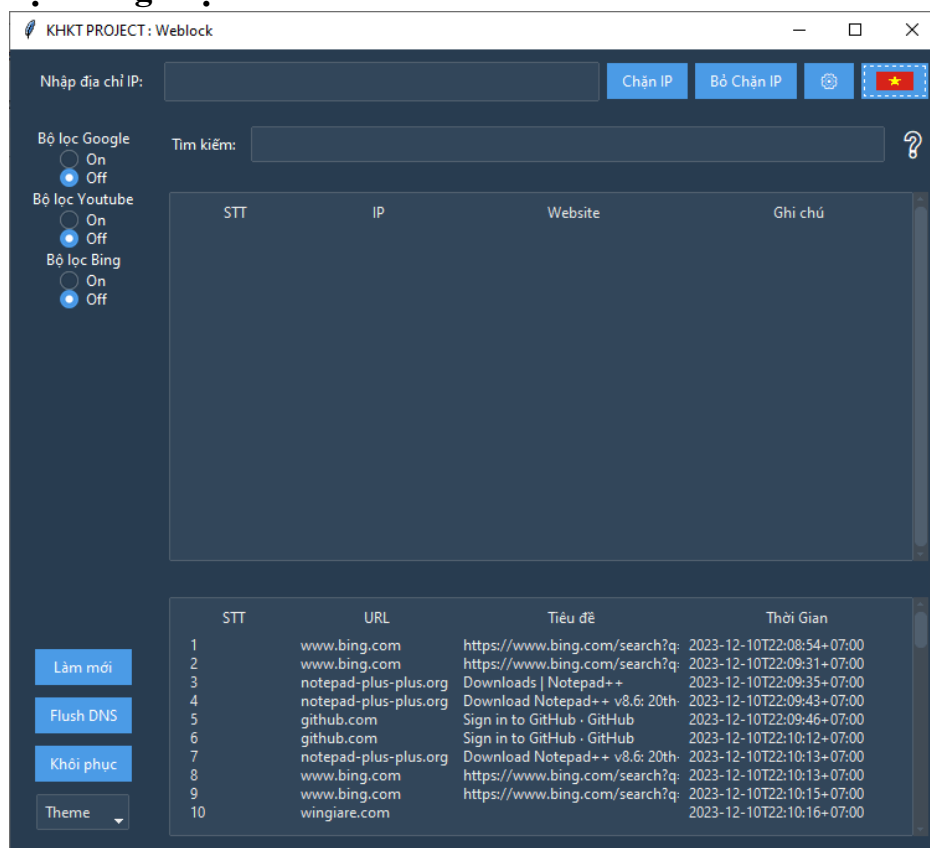 KHKT PROJECT : Weblock
Nhập địa chỉ IP:
Chặn IP
Bỏ Chặn IP
Bộ lọc Google
On
Off
Bộ lọc Youtube
On
Off
Bộ lọc Bing
On
Off
Tìm kiếm:
STT IP Website Ghi chú
STT URL Tiêu đề Thời Gian
1 www.bing.com https://www.bing.com/search?q= 2023-12-10T22:08:54+07:00
2 www.bing.com https://www.bing.com/search?q= 2023-12-10T22:09:31+07:00
3 notepad-plus-plus.org Downloads | Notepad++ 2023-12-10T22:09:35+07:00
4 notepad-plus-plus.org Download Notepad++ v8.6: 20th- 2023-12-10T22:09:43+07:00
5 github.com Sign in to GitHub · GitHub 2023-12-10T22:09:46+07:00
6 github.com Sign in to GitHub · GitHub 2023-12-10T22:10:12+07:00
7 notepad-plus-plus.org Download Notepad++ v8.6: 20th- 2023-12-10T22:10:13+07:00
8 www.bing.com https://www.bing.com/search?q= 2023-12-10T22:10:13+07:00
9 www.bing.com https://www.bing.com/search?q= 2023-12-10T22:10:15+07:00
10 wingiare.com 2023-12-10T22:10:16+07:00
Làm mới
Flush DNS
Khôi phục
Theme